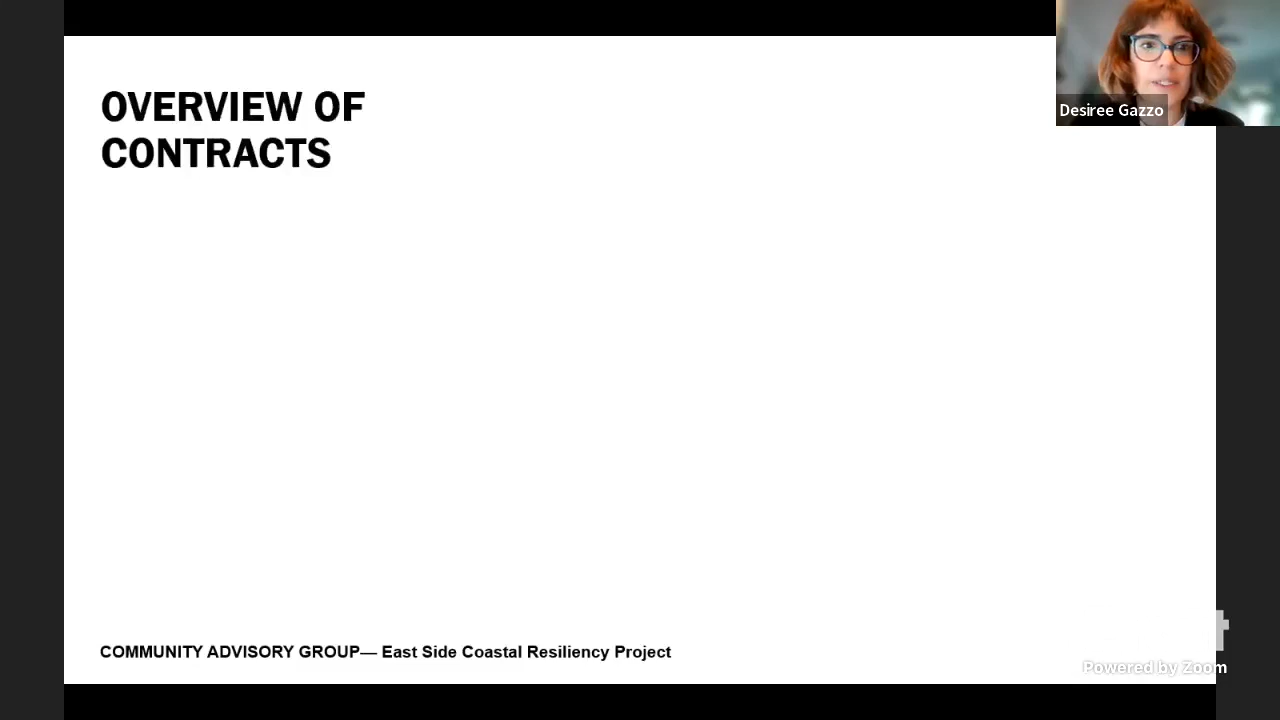 OVERVIEW OF
CONTRACTS
Desiree Gazzo
COMMUNITY ADVISORY GROUP— East Side Coastal Resiliency Project
Powered by Zoom